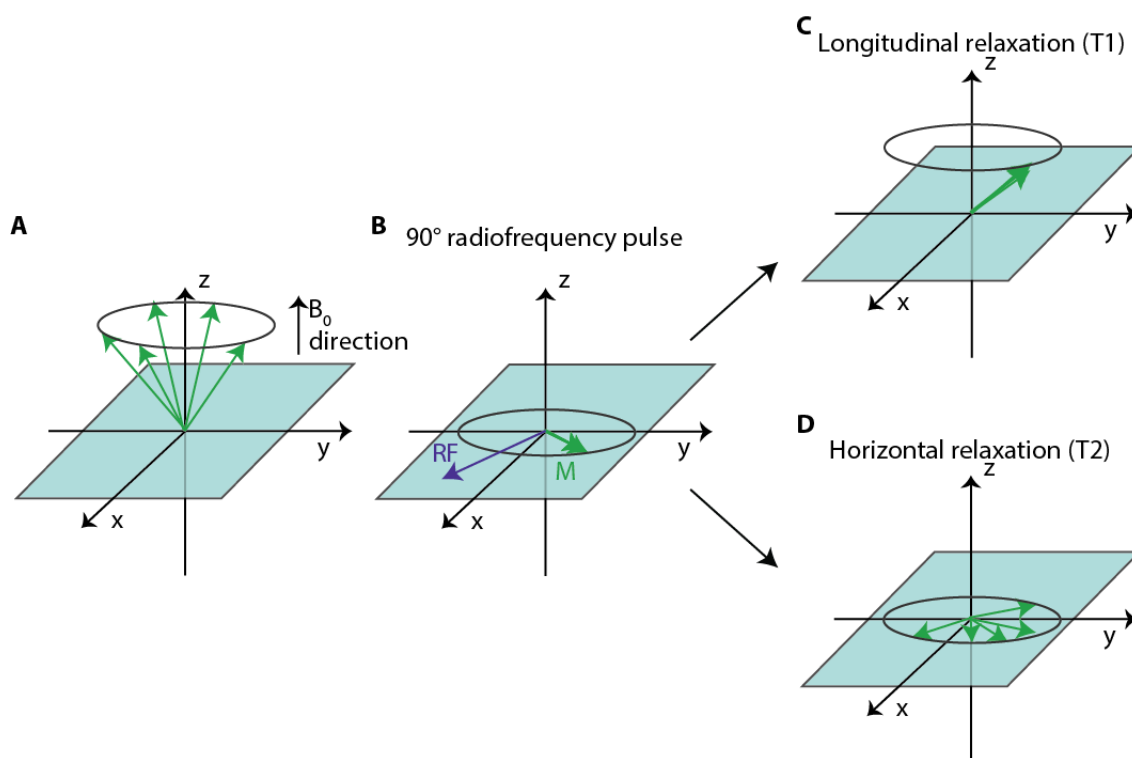 A
z
B0
direction
y
x
B
90° radiofrequency pulse
z
RF
M
y
x
C
Longitudinal relaxation (T1)
z
y
x
D
Horizontal relaxation (T2)
z
y
x